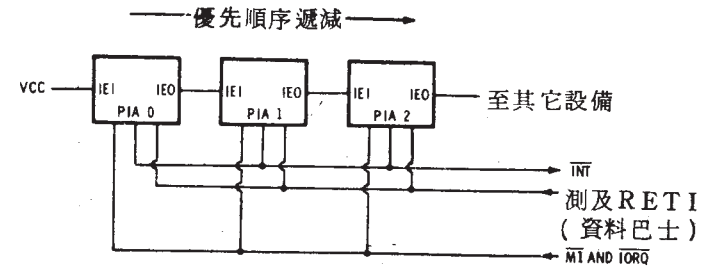 優先順序遞減
VCC IEI IEO IEI IEO IEI IEO 至其它設備
PIA 0 PIA 1 PIA 2
INT
測及RETI
(資料巴士)
MI AND IORQ